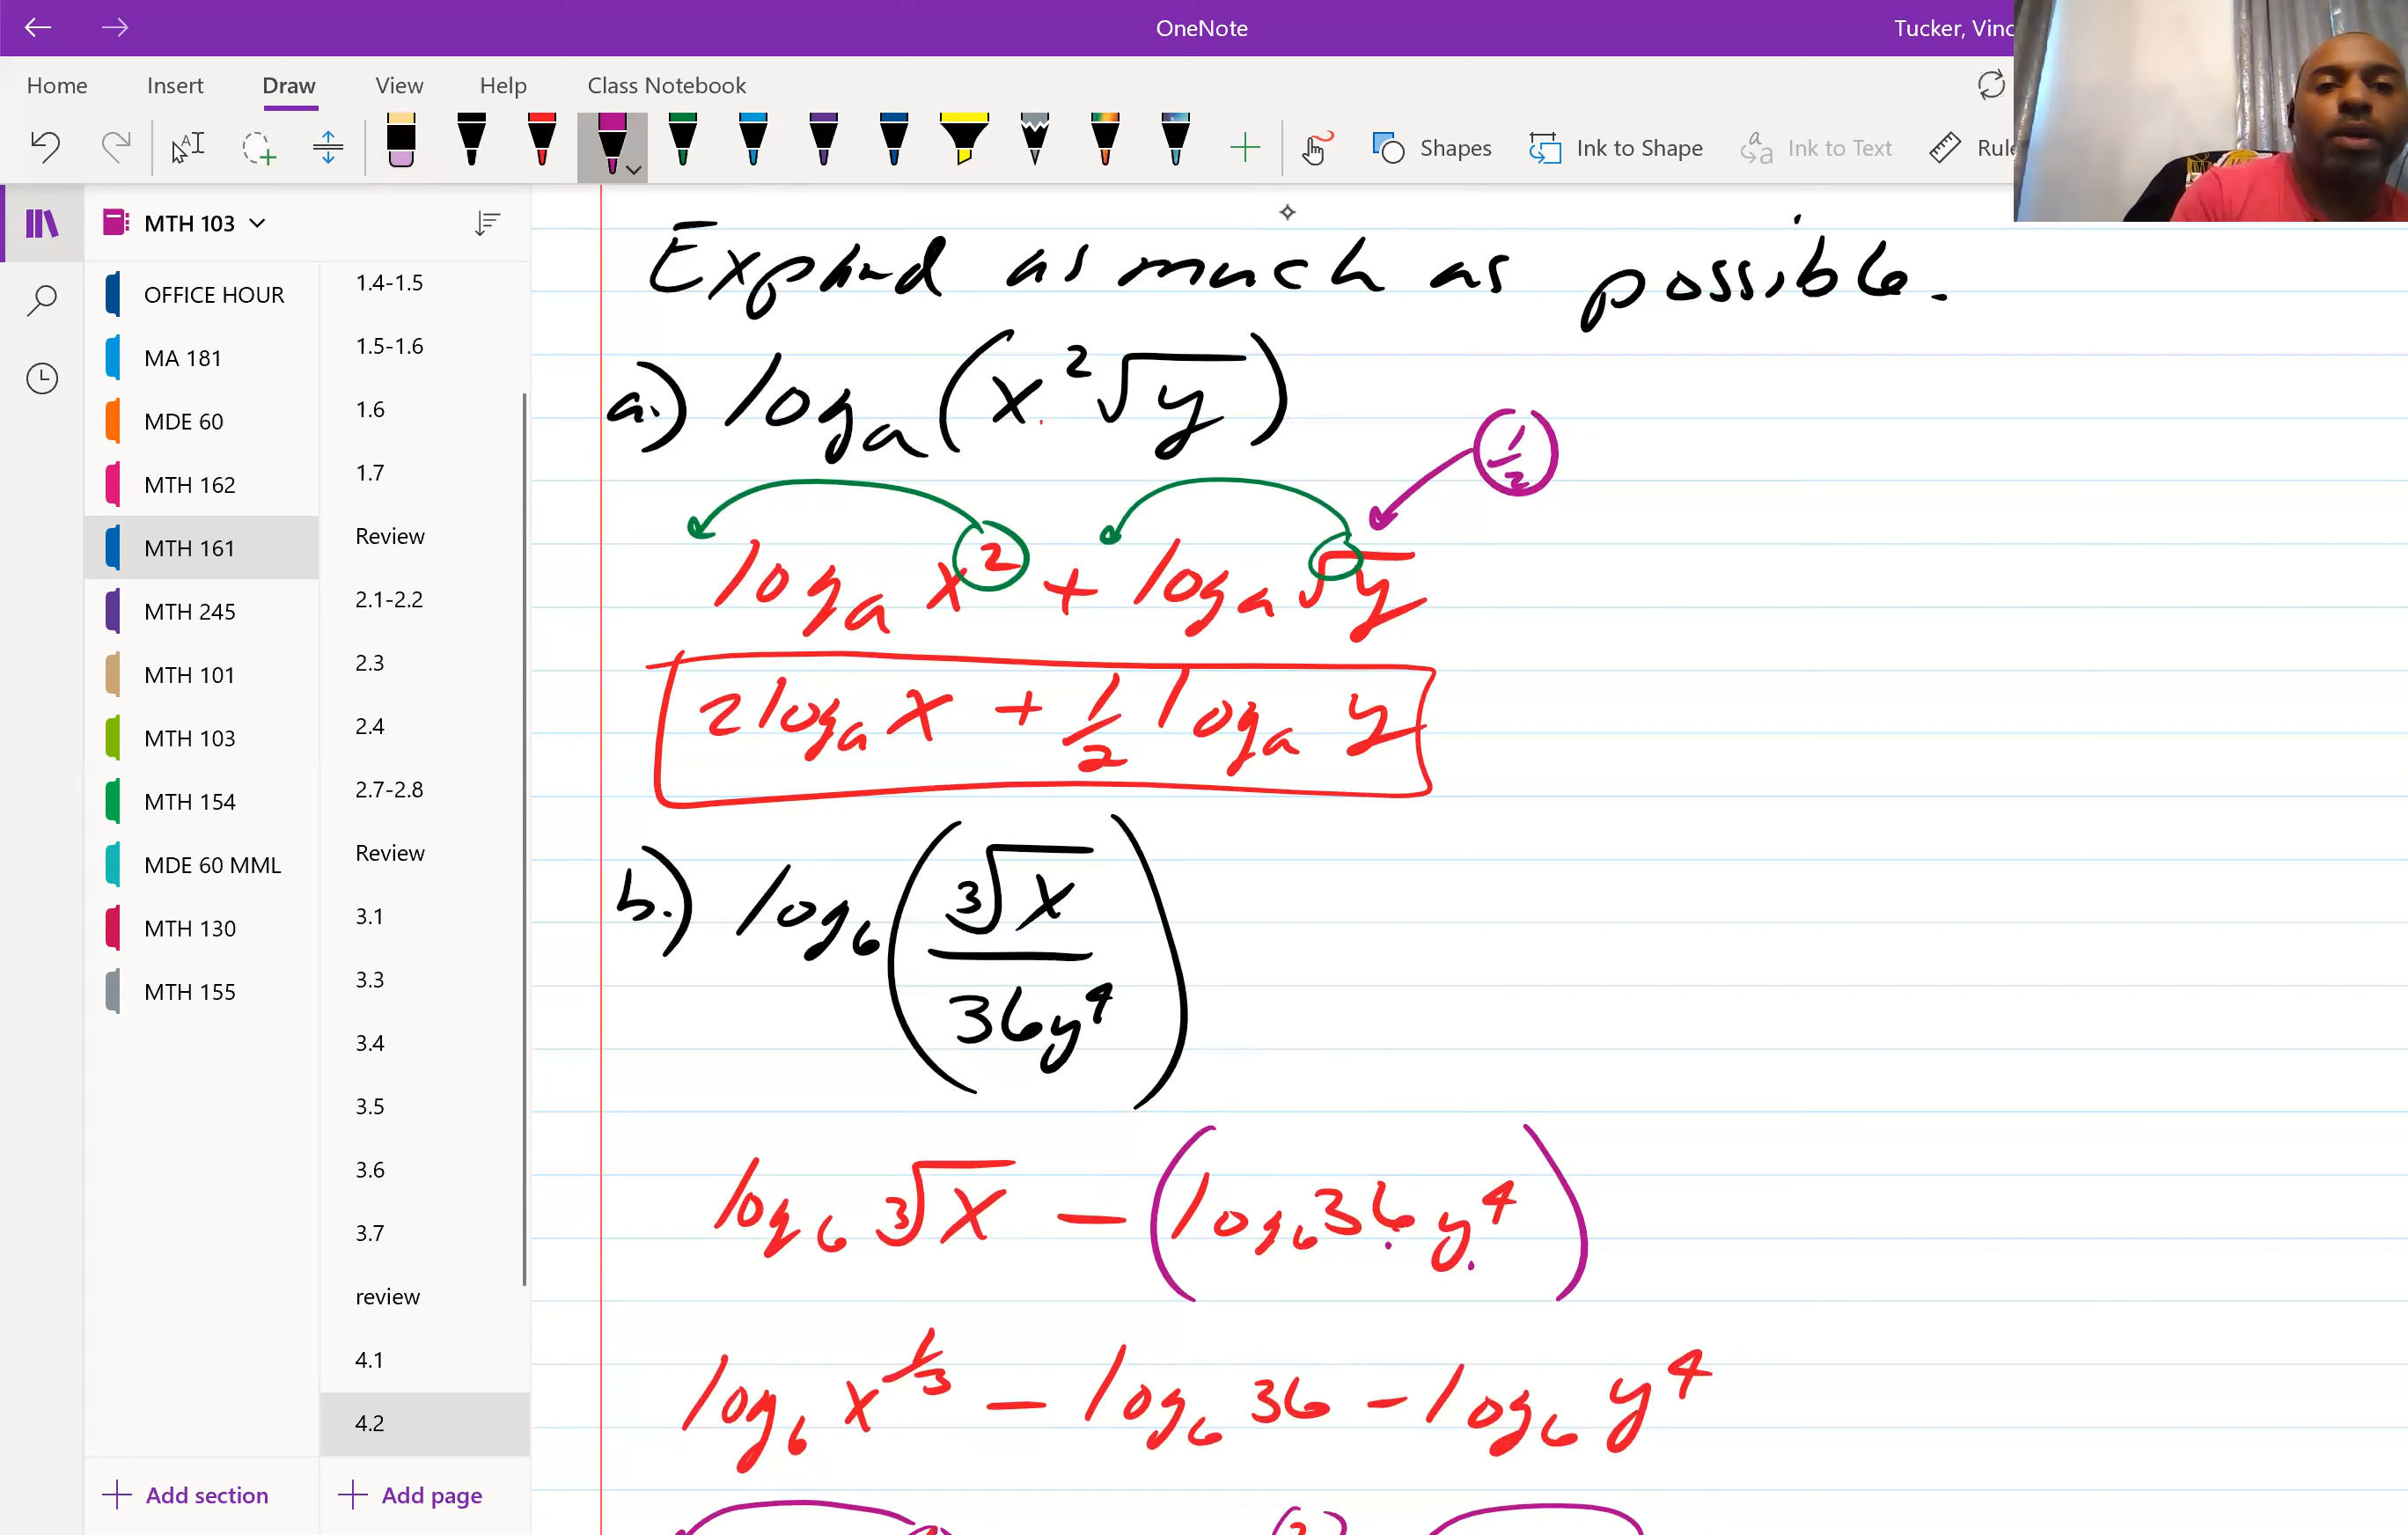 OneNote
Tucker, Vinc
Home Insert Draw View Help Class Notebook
Shapes Ink to Shape Ink to Text Rule
MTH 103
OFFICE HOUR
MA 181
MDE 60
MTH 162
MTH 161
MTH 245
MTH 101
MTH 103
MTH 154
MDE 60 MML
MTH 130
MTH 155
Add section
1.4-1.5
1.5-1.6
1.6
1.7
Review
2.1-2.2
2.3
2.4
2.7-2.8
Review
3.1
3.3
3.4
3.5
3.6
3.7
review
4.1
4.2
Add page
Expand as much as possible.
a.) logₐ(x²√y)
1/2
logₐ x² + logₐ √y
2logₐ x + 1/2 logₐ y
b.) log₆(³√x / 36y⁴)
log₆ ³√x − (log₆ 36y⁴)
log₆ x^(1/3) − log₆ 36 − log₆ y⁴